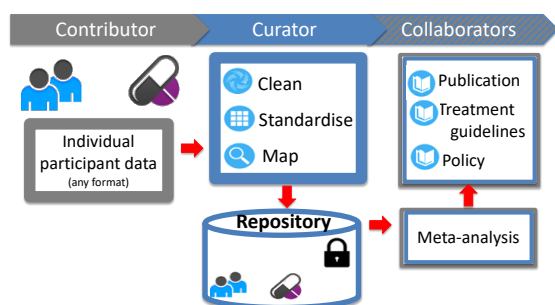 Contributor
Curator
Collaborators
Individual
participant data
(any format)
Clean
Standardise
Map
Repository
Publication
Treatment
guidelines
Policy
Meta-analysis